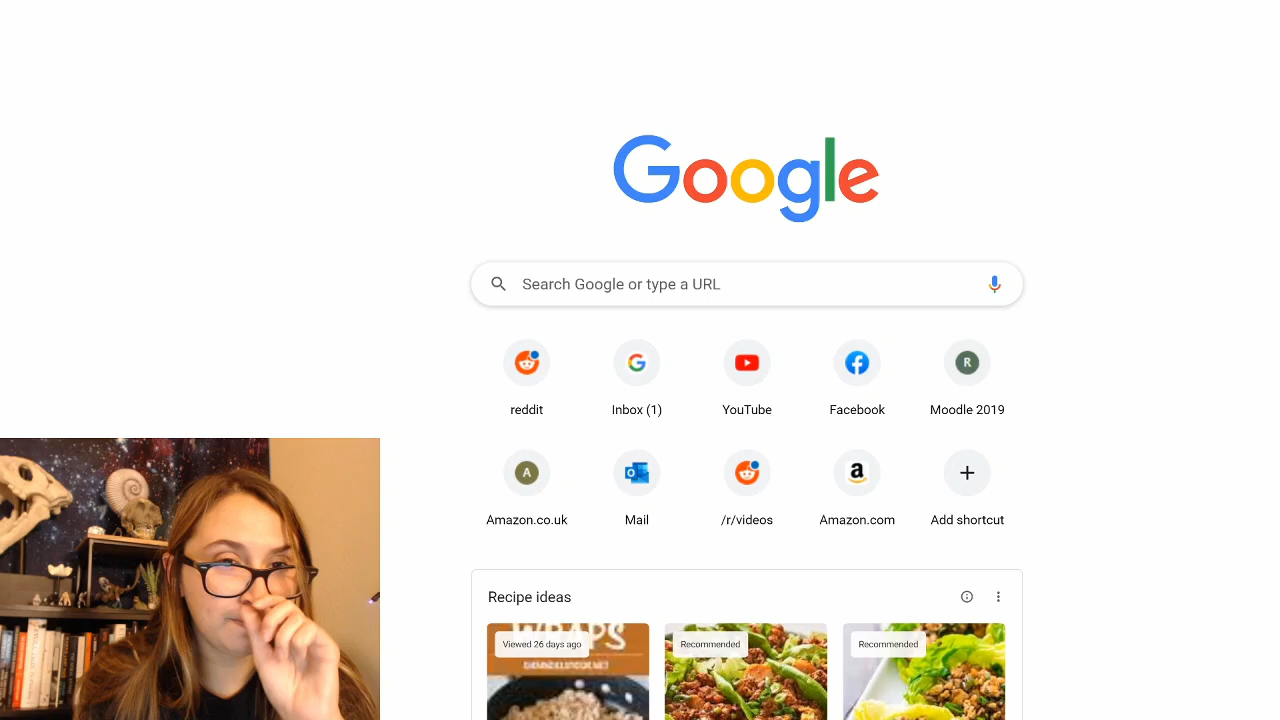 Google
Search Google or type a URL
reddit
Inbox (1)
YouTube
Facebook
R
Moodle 2019
A
Amazon.co.uk
Mail
/r/videos
Amazon.com
Add shortcut
Recipe ideas
Viewed 26 days ago
Recommended
Recommended
WRAPS